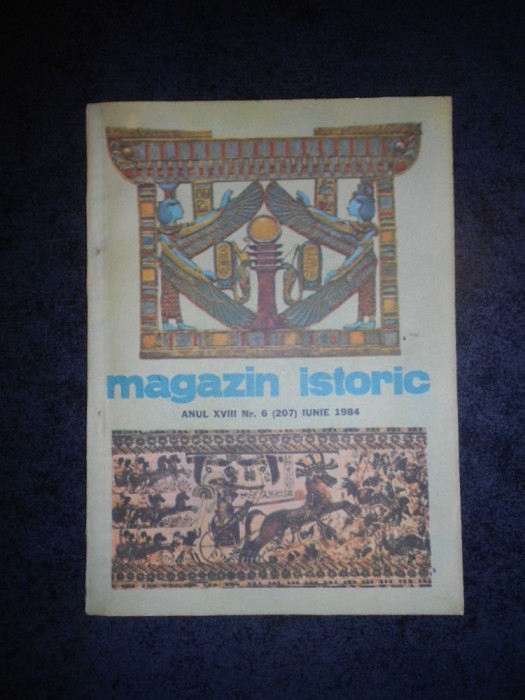 magazin istoric
ANUL XVIII Nr. 6 (207) IUNIE 1984